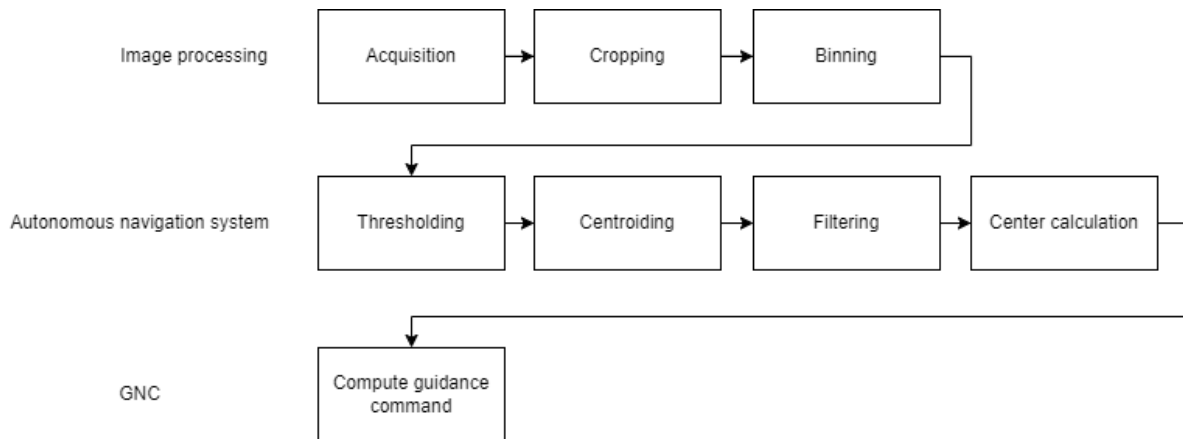 Image processing
Acquisition
Cropping
Binning
Autonomous navigation system
Thresholding
Centroiding
Filtering
Center calculation
GNC
Compute guidance
command